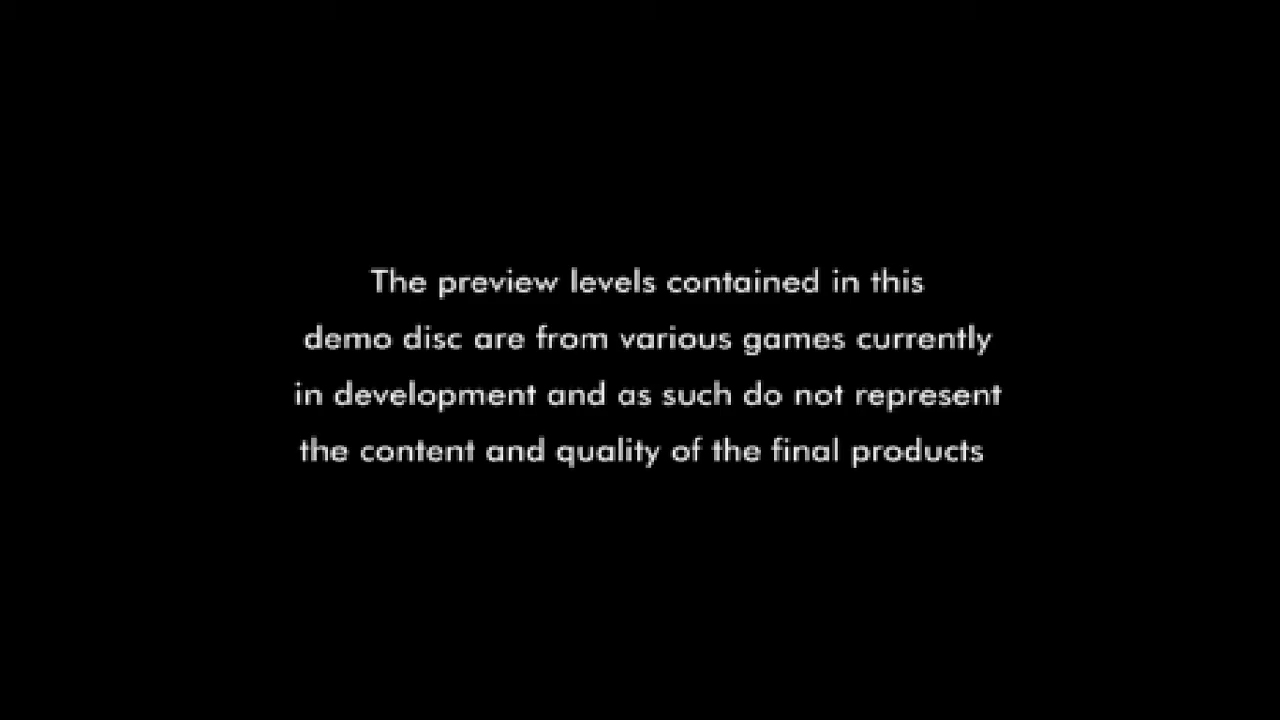 The preview levels contained in this
demo disc are from various games currently
in development and as such do not represent
the content and quality of the final products